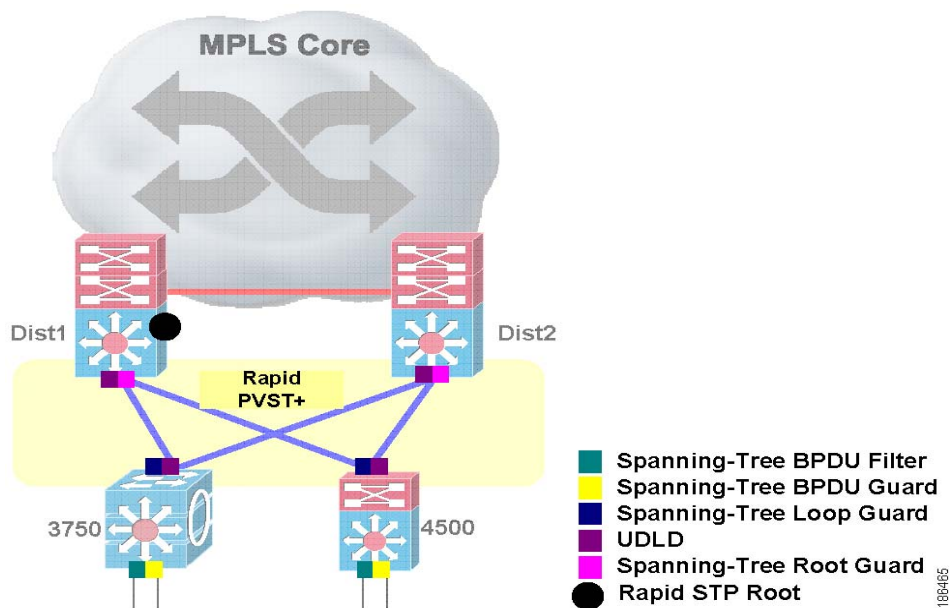 MPLS Core
Dist1
Dist2
Rapid
PVST+
3750
4500
Spanning-Tree BPDU Filter
Spanning-Tree BPDU Guard
Spanning-Tree Loop Guard
UDLD
Spanning-Tree Root Guard
Rapid STP Root
188465